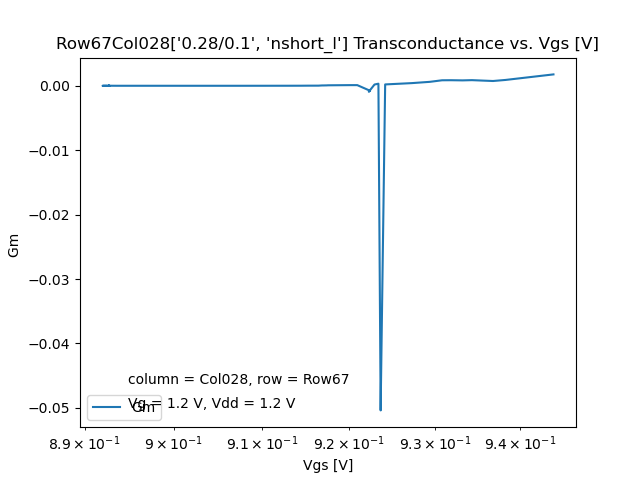 Row67Col028['0.28/0.1', 'nshort_l'] Transconductance vs. Vgs [V]
0.00
−0.01
−0.02
−0.03
−0.04
−0.05
Gm
column = Col028, row = Row67
Vg = 1.2 V, Vdd = 1.2 V
Gm
8.9 × 10⁻¹ 9 × 10⁻¹ 9.1 × 10⁻¹ 9.2 × 10⁻¹ 9.3 × 10⁻¹ 9.4 × 10⁻¹
Vgs [V]